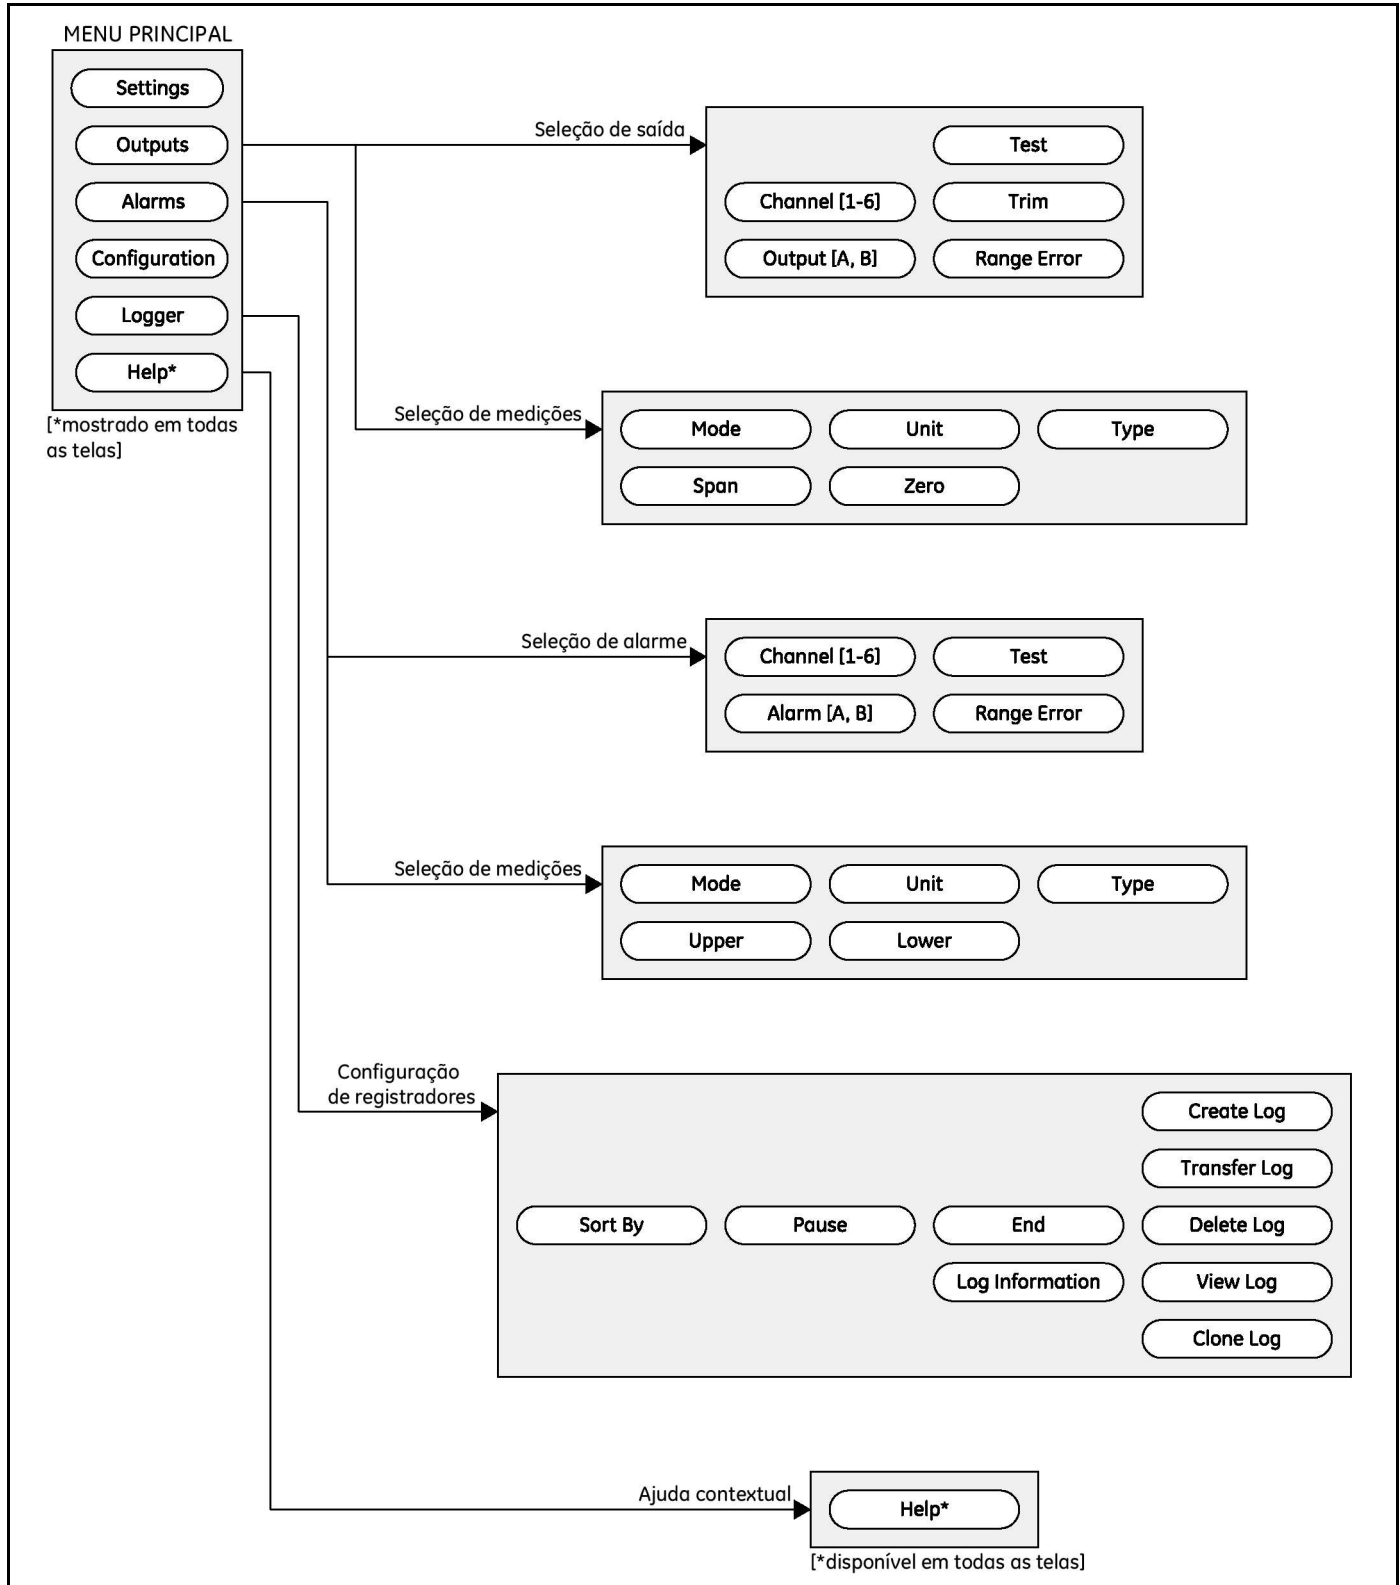 MENU PRINCIPAL
Settings
Outputs
Alarms
Configuration
Logger
Help*
[*mostrado em todas
as telas]
Seleção de saída
Test
Channel [1-6]
Trim
Output [A, B]
Range Error
Seleção de medições
Mode
Unit
Type
Span
Zero
Seleção de alarme
Channel [1-6]
Test
Alarm [A, B]
Range Error
Seleção de medições
Mode
Unit
Type
Upper
Lower
Configuração
de registradores
Create Log
Transfer Log
Sort By
Pause
End
Delete Log
Log Information
View Log
Clone Log
Ajuda contextual
Help*
[*disponível em todas as telas]